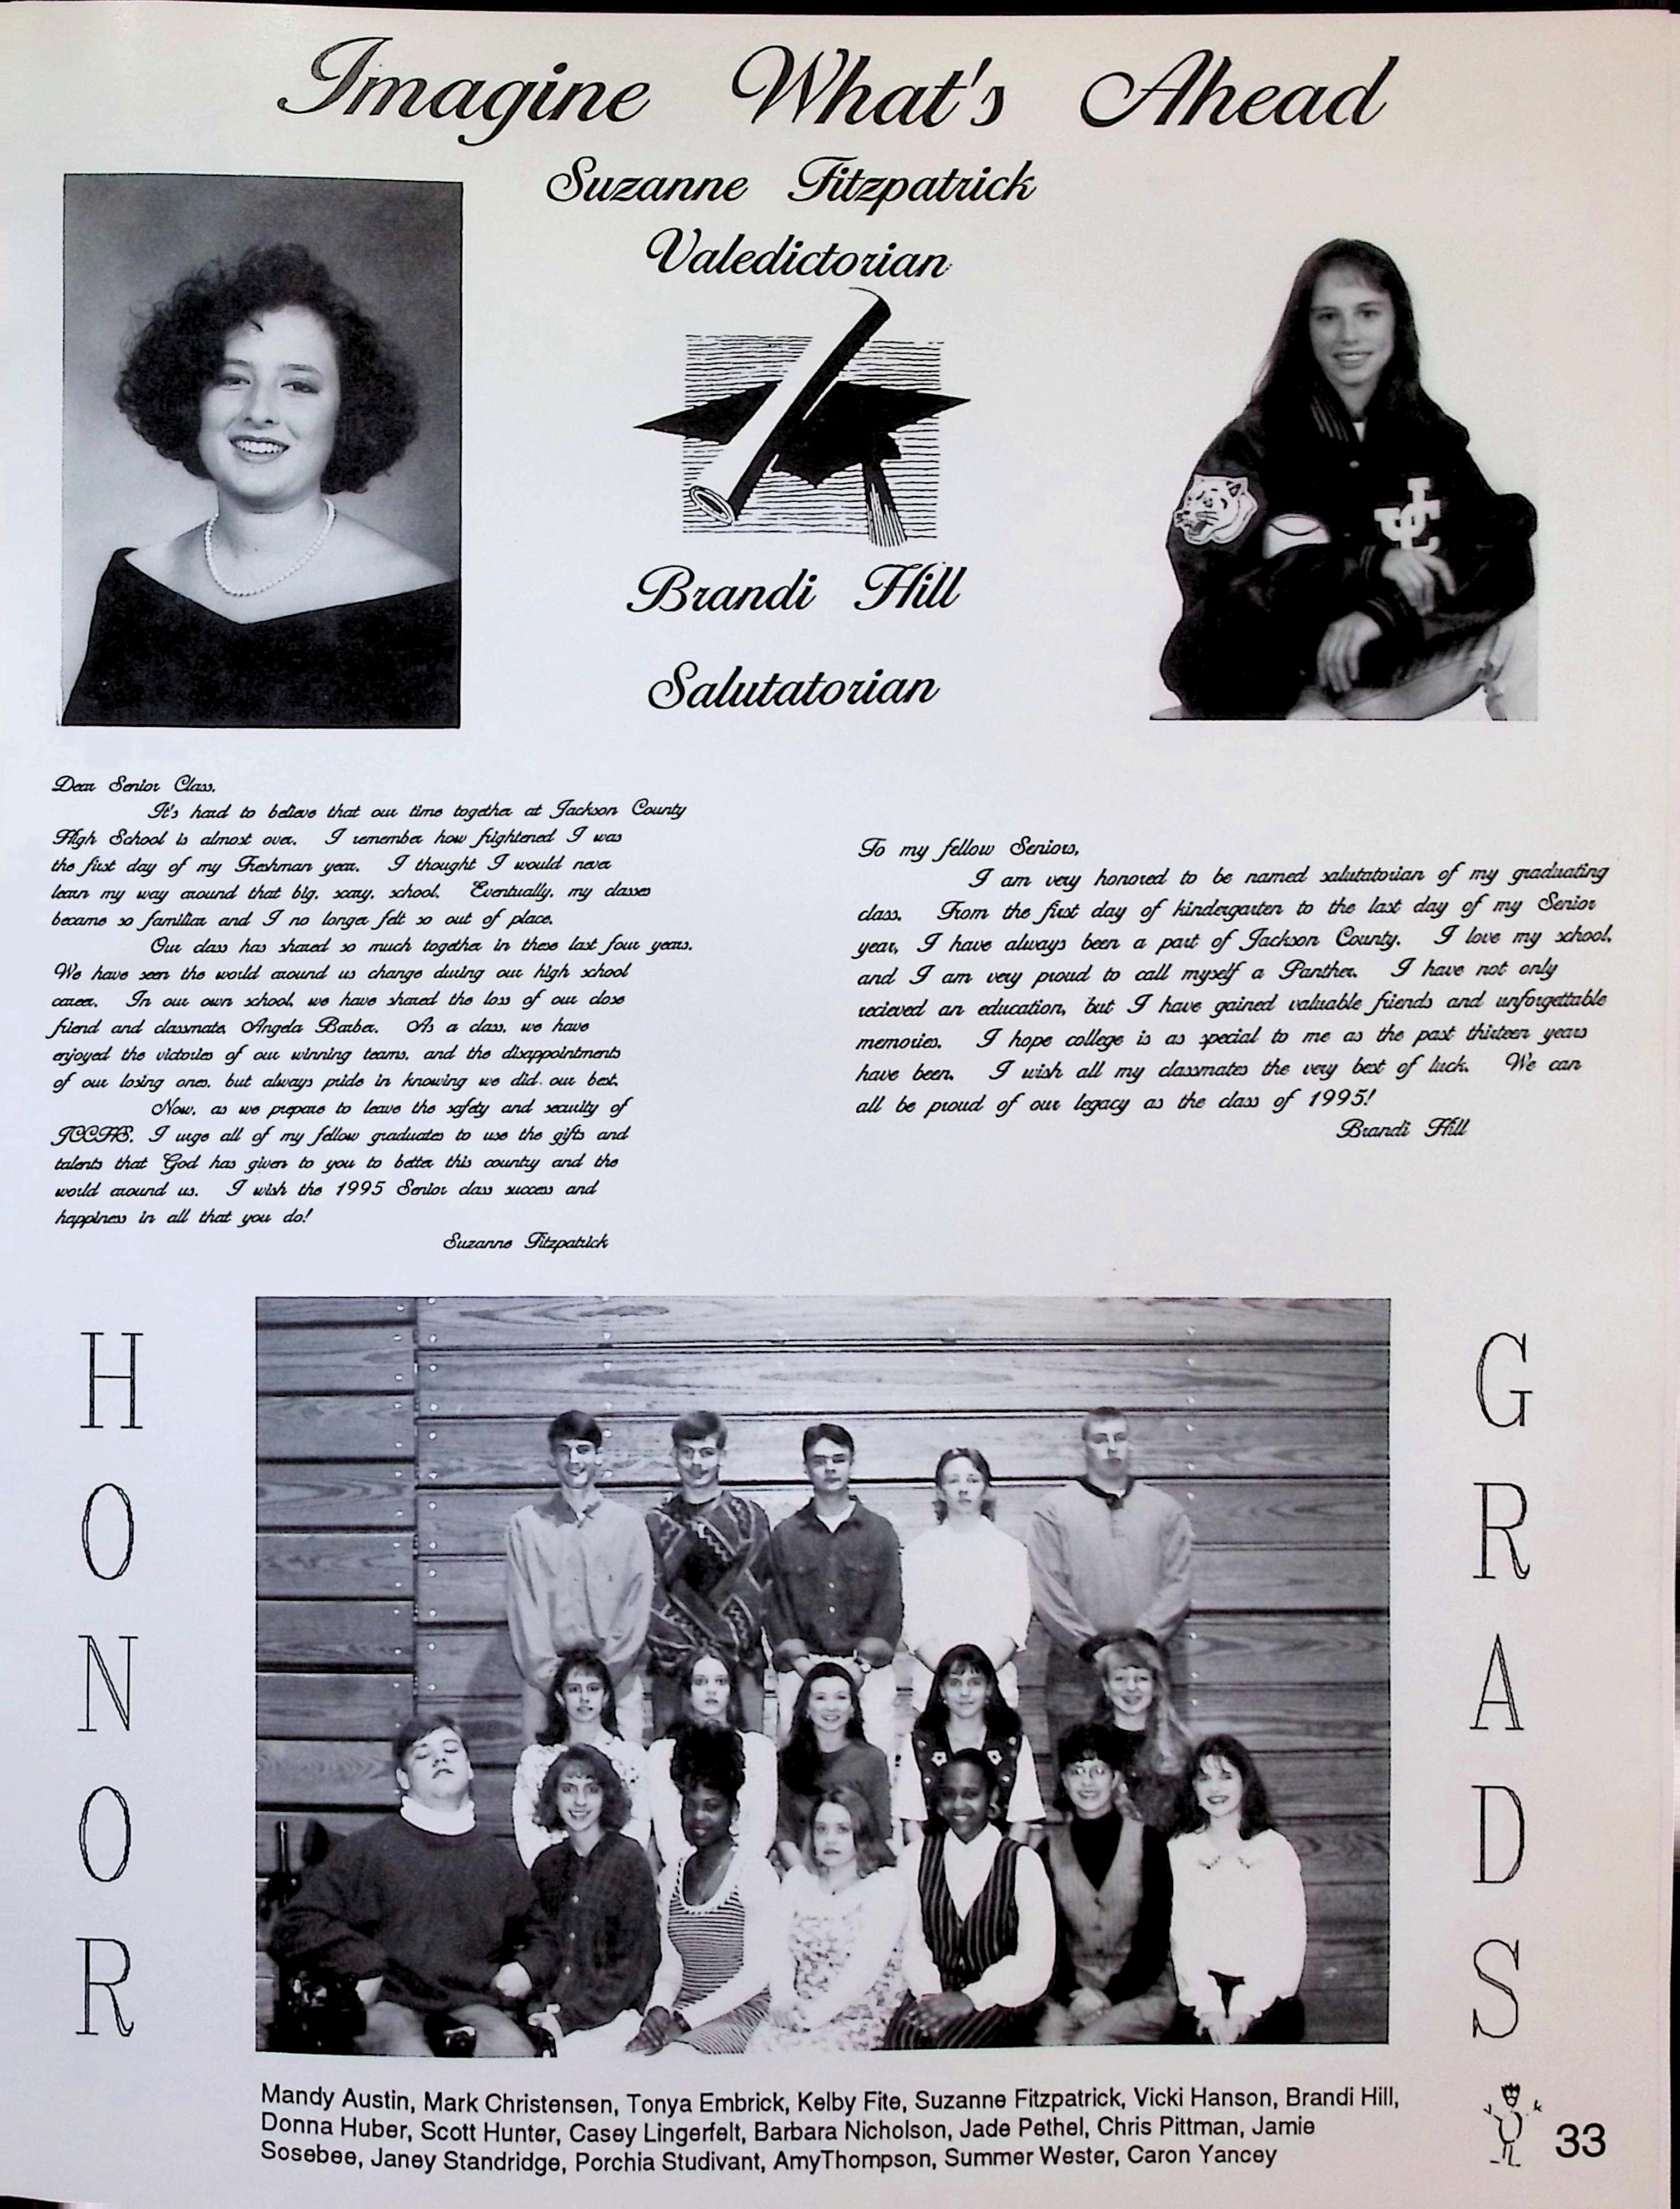 Imagine What's Ahead
Suzanne Fitzpatrick
Valedictorian
Brandi Hill
Salutatorian
JC
Dear Senior Class,
It's hard to believe that our time together at Jackson County
High School is almost over. I remember how frightened I was
the first day of my Freshman year. I thought I would never
learn my way around that big, scary, school. Eventually, my classes
became so familiar and I no longer felt so out of place.
Our class has shared so much together in these last four years.
We have seen the world around us change during our high school
career. In our own school, we have shared the loss of our close
friend and classmate, Angela Barber. As a class, we have
enjoyed the victories of our winning teams, and the disappointments
of our losing ones, but always pride in knowing we did our best.
Now, as we prepare to leave the safety and security of
JCCHS, I urge all of my fellow graduates to use the gifts and
talents that God has given to you to better this country and the
world around us. I wish the 1995 Senior class success and
happiness in all that you do!
Suzanne Fitzpatrick
To my fellow Seniors,
I am very honored to be named salutatorian of my graduating
class. From the first day of kindergarten to the last day of my Senior
year, I have always been a part of Jackson County. I love my school,
and I am very proud to call myself a Panther. I have not only
recieved an education, but I have gained valuable friends and unforgettable
memories. I hope college is as special to me as the past thirteen years
have been. I wish all my classmates the very best of luck. We can
all be proud of our legacy as the class of 1995!
Brandi Hill
HONOR
GRADS
Mandy Austin, Mark Christensen, Tonya Embrick, Kelby Fite, Suzanne Fitzpatrick, Vicki Hanson, Brandi Hill,
Donna Huber, Scott Hunter, Casey Lingerfelt, Barbara Nicholson, Jade Pethel, Chris Pittman, Jamie
Sosebee, Janey Standridge, Porchia Studivant, AmyThompson, Summer Wester, Caron Yancey
33